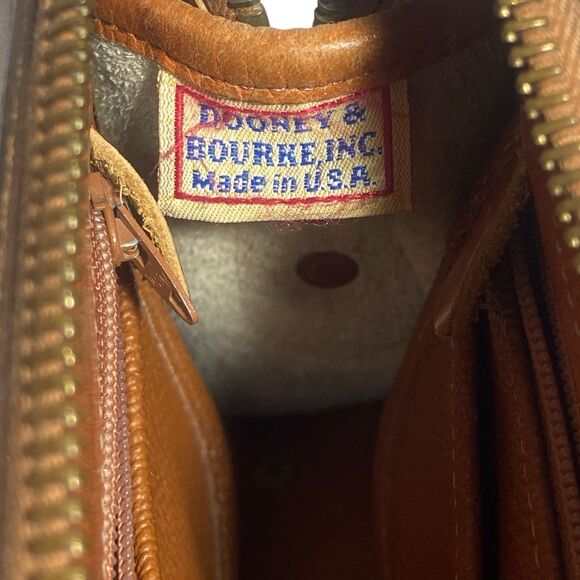 DOONEY &
BOURKE, INC.
Made in U.S.A.